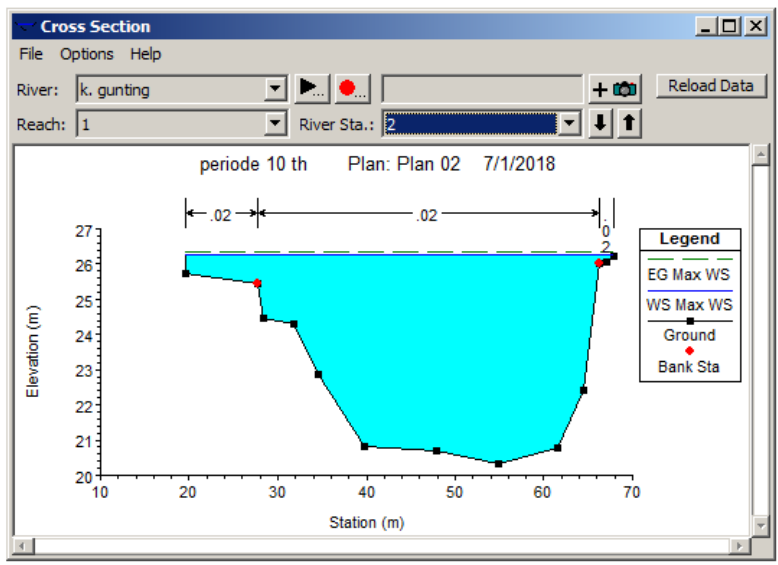 Cross Section
File Options Help
River: k. gunting ... ... + Reload Data
Reach: 1 River Sta.: 2
periode 10 th Plan: Plan 02 7/1/2018
.02 .02 .02
Legend
EG Max WS
WS Max WS
Ground
Bank Sta
Elevation (m)
27
26
25
24
23
22
21
20
10 20 30 40 50 60 70
Station (m)